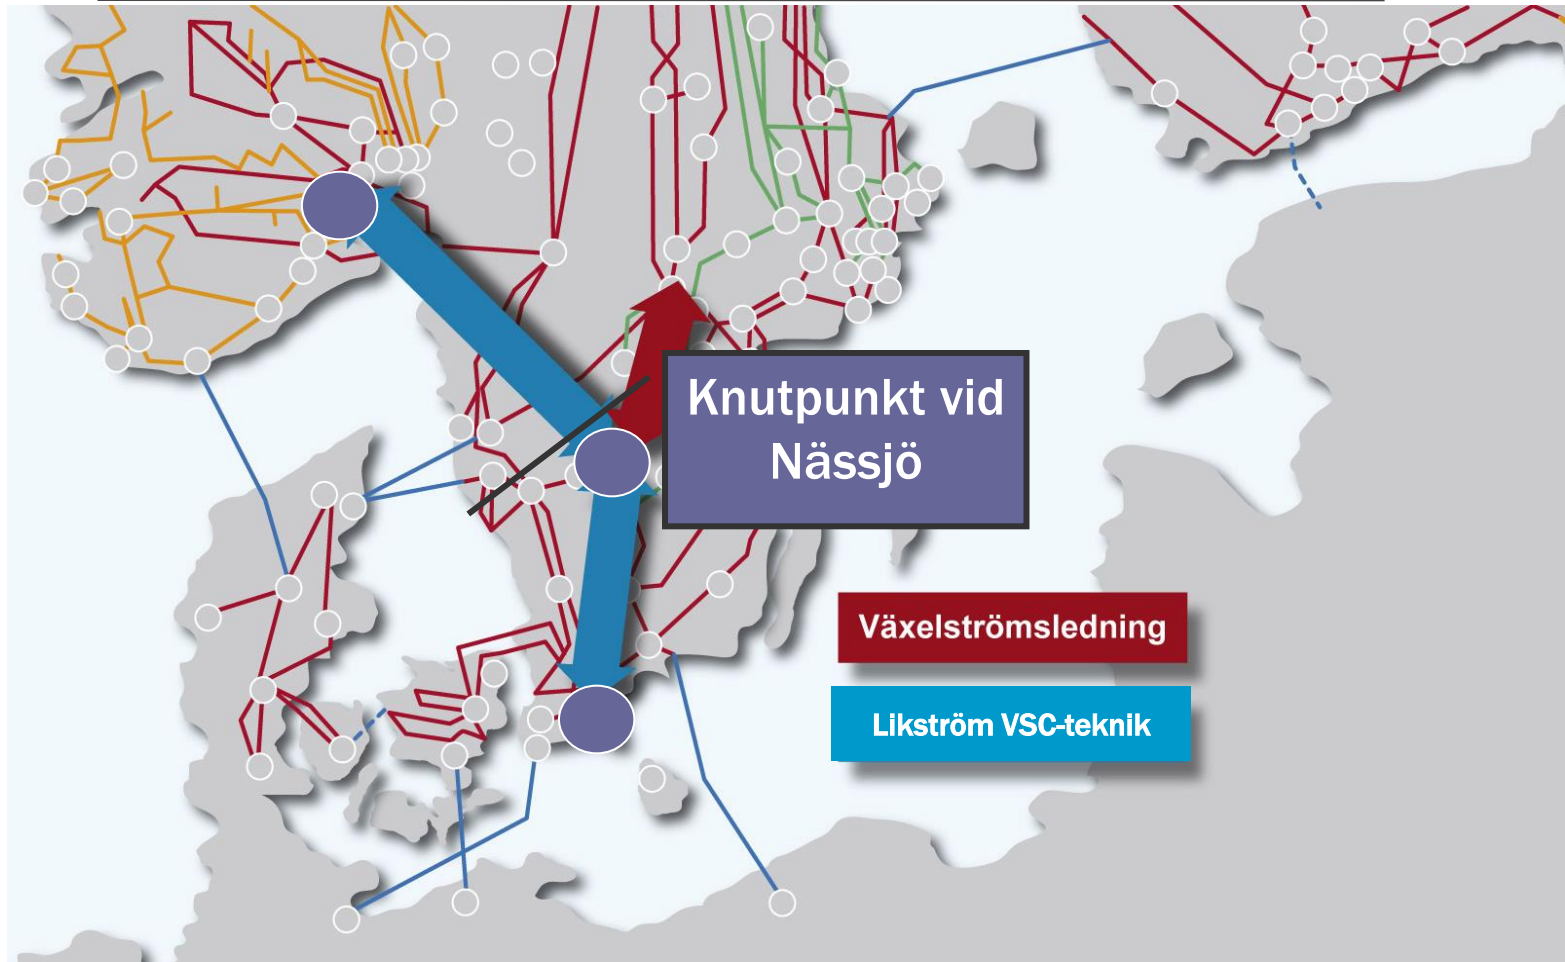 Knutpunkt vid
Nässjö
Växelströmsledning
Likström VSC-teknik